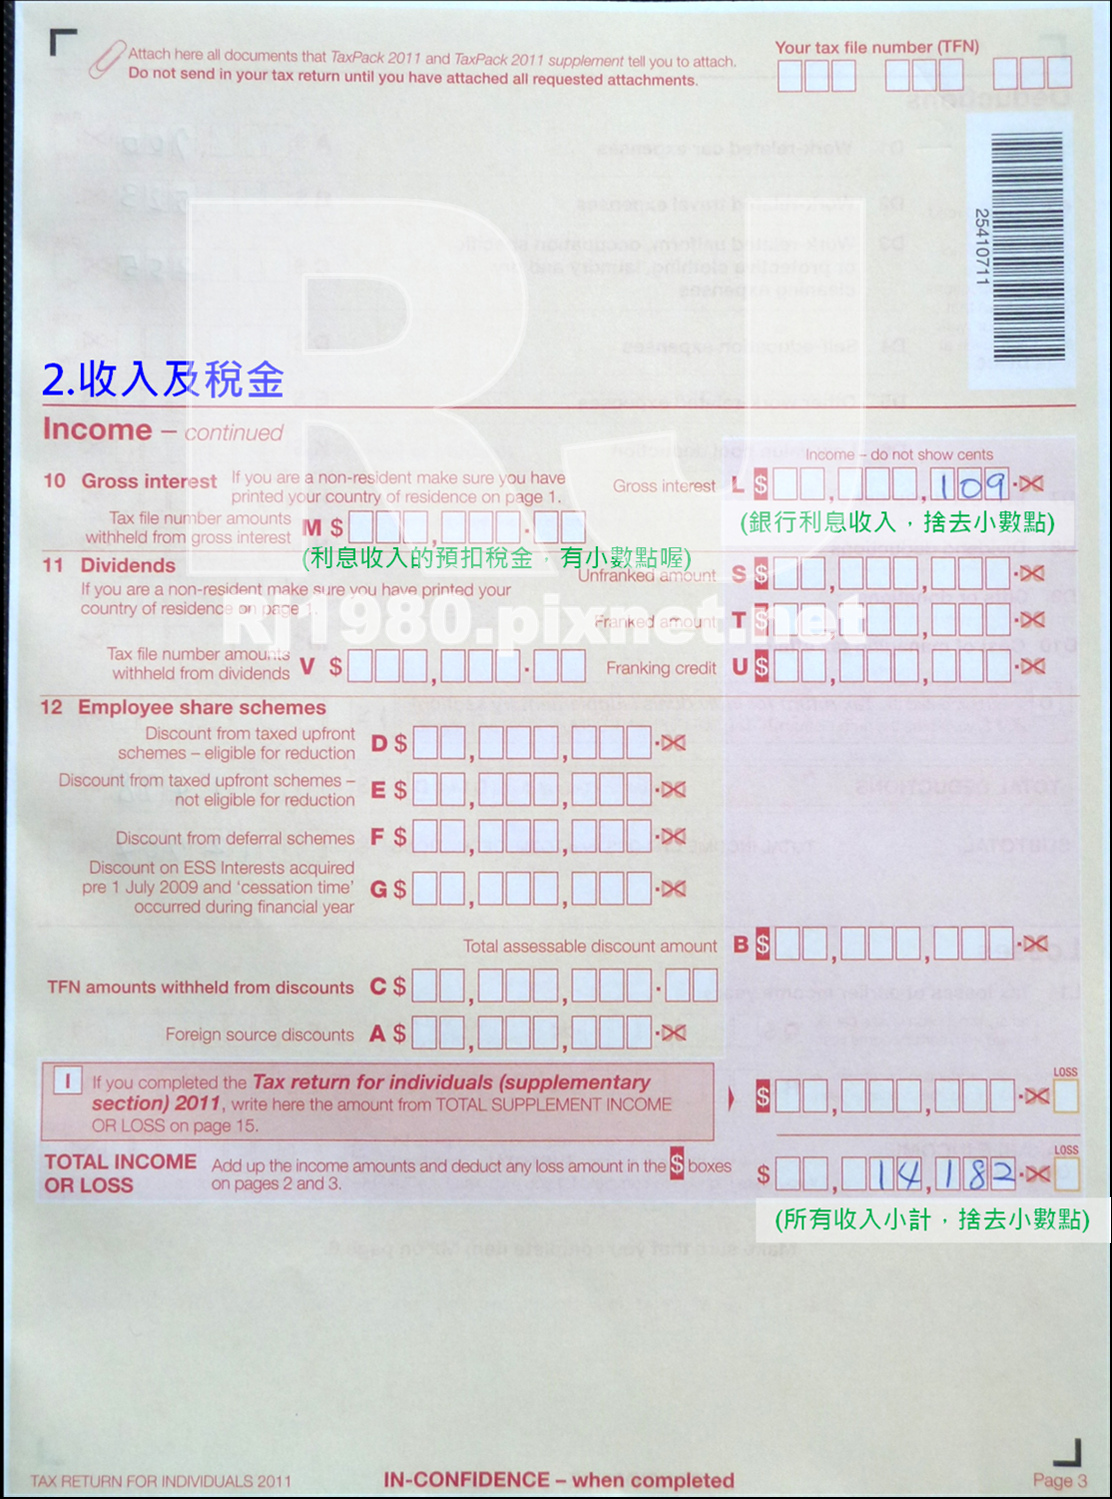 Attach here all documents that TaxPack 2011 and TaxPack 2011 supplement tell you to attach.
Do not send in your tax return until you have attached all requested attachments.
Your tax file number (TFN)
25410711
RJ
2.收入及稅金
Income – continued
Income – do not show cents
10 Gross interest If you are a non-resident make sure you have
printed your country of residence on page 1.
Gross interest L $ 109
(銀行利息收入，捨去小數點)
Tax file number amounts
withheld from gross interest M $
(利息收入的預扣稅金，有小數點喔)
11 Dividends
If you are a non-resident make sure you have printed your
country of residence on page 1.
Unfranked amount S $
Franked amount T $
Rj1980.pixnet.net
Tax file number amounts
withheld from dividends V $
Franking credit U $
12 Employee share schemes
Discount from taxed upfront
schemes – eligible for reduction D $
Discount from taxed upfront schemes –
not eligible for reduction E $
Discount from deferral schemes F $
Discount on ESS Interests acquired
pre 1 July 2009 and ‘cessation time’
occurred during financial year G $
Total assessable discount amount B $
TFN amounts withheld from discounts C $
Foreign source discounts A $
I If you completed the Tax return for individuals (supplementary
section) 2011, write here the amount from TOTAL SUPPLEMENT INCOME
OR LOSS on page 15.
$ LOSS
TOTAL INCOME
OR LOSS
Add up the income amounts and deduct any loss amount in the $ boxes
on pages 2 and 3.
$ 14,182 LOSS
(所有收入小計，捨去小數點)
TAX RETURN FOR INDIVIDUALS 2011
IN-CONFIDENCE – when completed
Page 3